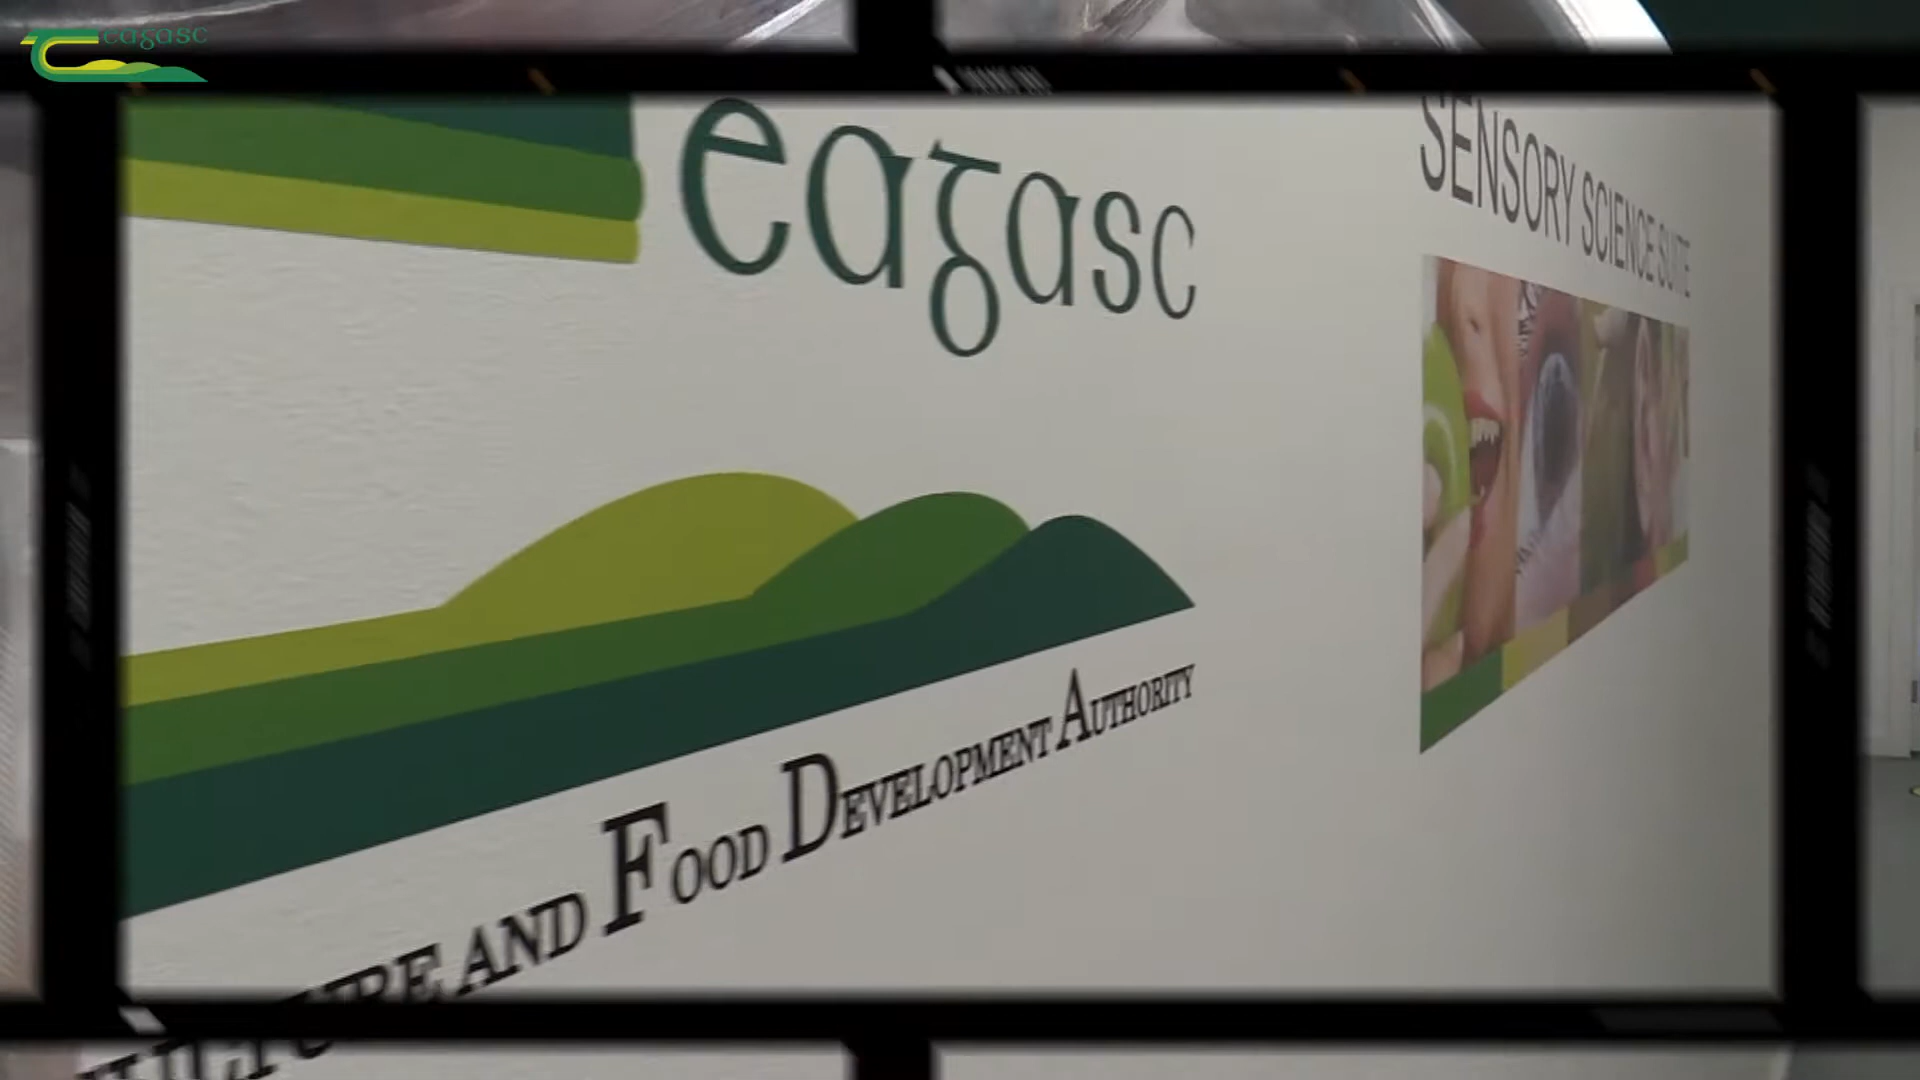 eagasc
eagasc
SENSORY SCIENCE SUITE
AND FOOD DEVELOPMENT AUTHORITY